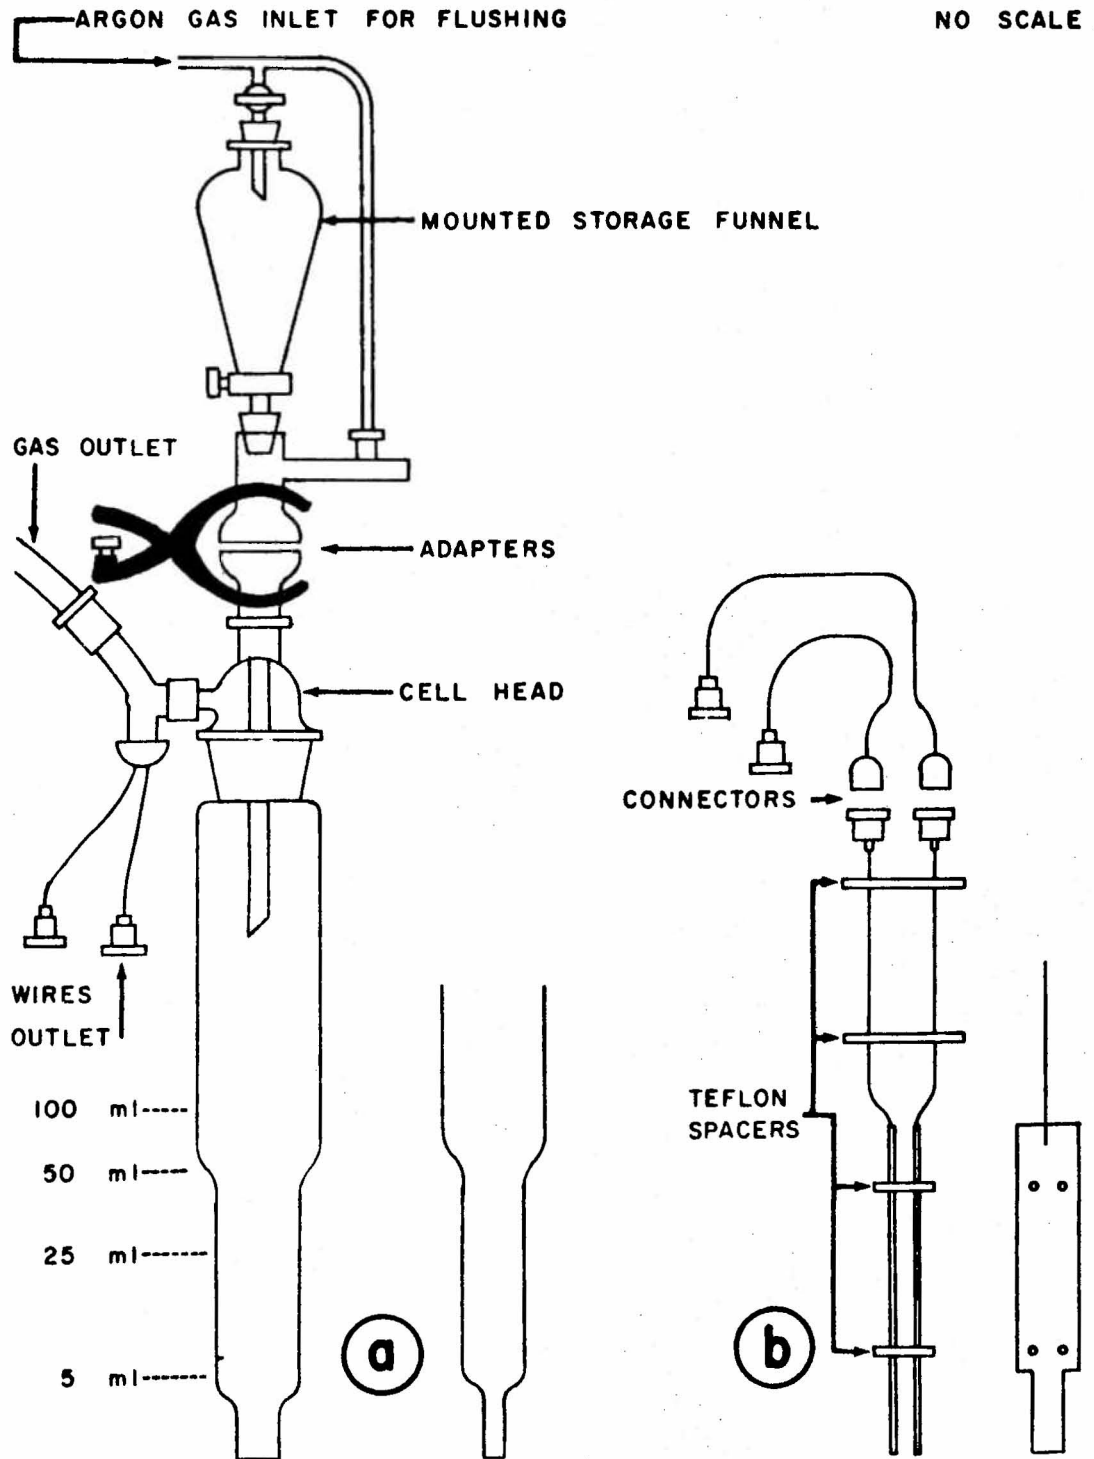 ARGON GAS INLET FOR FLUSHING
NO SCALE
MOUNTED STORAGE FUNNEL
GAS OUTLET
ADAPTERS
CELL HEAD
CONNECTORS
WIRES
OUTLET
TEFLON
SPACERS
100 ml
50 ml
25 ml
5 ml
a
b